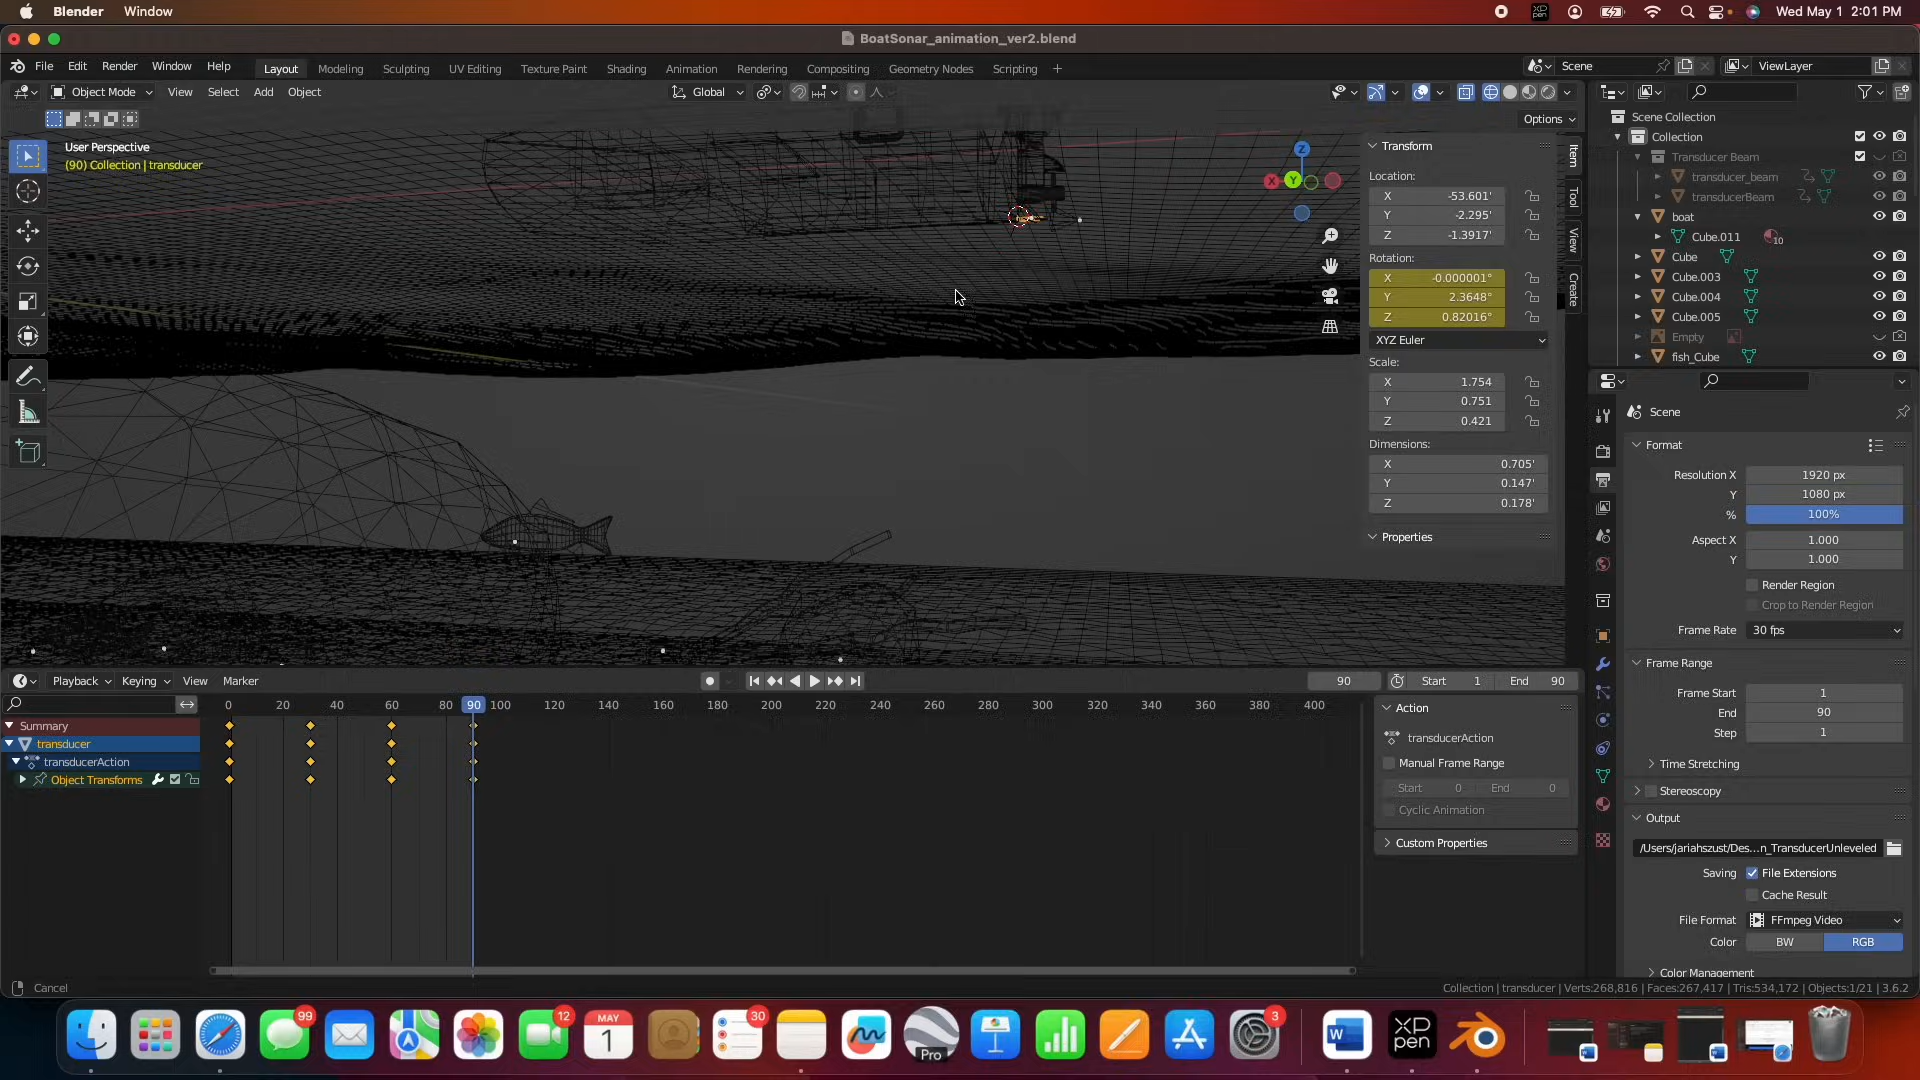 Blender Window Wed May 1 2:01 PM
BoatSonar_animation_ver2.blend
File Edit Render Window Help Layout Modeling Sculpting UV Editing Texture Paint Shading Animation Rendering Compositing Geometry Nodes Scripting + Scene ViewLayer
Object Mode View Select Add Object Global
Options
User Perspective
(90) Collection | transducer
Z
X Y
Transform
Location:
X -53.601'
Y -2.295'
Z -1.3917'
Rotation:
X -0.000001°
Y 2.3648°
Z 0.82016°
XYZ Euler
Scale:
X 1.754
Y 0.751
Z 0.421
Dimensions:
X 0.705'
Y 0.147'
Z 0.178'
Properties
Item
Tool
View
Create
Scene Collection
Collection
Transducer Beam
transducer_beam
transducerBeam
boat
Cube.011 10
Cube
Cube.003
Cube.004
Cube.005
Empty
fish_Cube
Scene
Format
Resolution X 1920 px
Y 1080 px
% 100%
Aspect X 1.000
Y 1.000
Render Region
Crop to Render Region
Frame Rate 30 fps
Frame Range
Frame Start 1
End 90
Step 1
Time Stretching
Stereoscopy
Output
/Users/jariahszust/Des...n_TransducerUnleveled
Saving File Extensions
Cache Result
File Format FFmpeg Video
Color BW RGB
Color Management
Playback Keying View Marker 90 Start 1 End 90
0 20 40 60 80 90 100 120 140 160 180 200 220 240 260 280 300 320 340 360 380 400
Summary
transducer
transducerAction
Object Transforms
Action
transducerAction
Manual Frame Range
Start 0 End 0
Cyclic Animation
Custom Properties
Cancel
Collection | transducer | Verts:268,816 | Faces:267,417 | Tris:534,172 | Objects:1/21 | 3.6.2
99 12 MAY 1 30 Pro 3 W XP pen